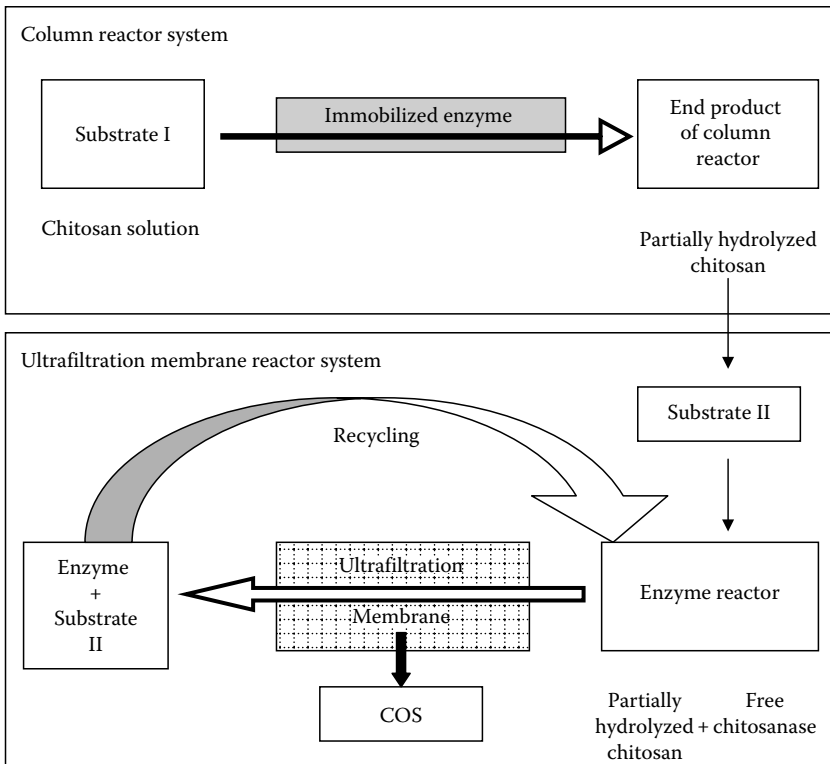 Column reactor system
Substrate I
Immobilized enzyme
End product
of column
reactor
Chitosan solution
Partially hydrolyzed
chitosan
Ultrafiltration membrane reactor system
Substrate II
Recycling
Enzyme
+
Substrate
II
Ultrafiltration
Membrane
Enzyme reactor
COS
Partially Free
hydrolyzed + chitosanase
chitosan